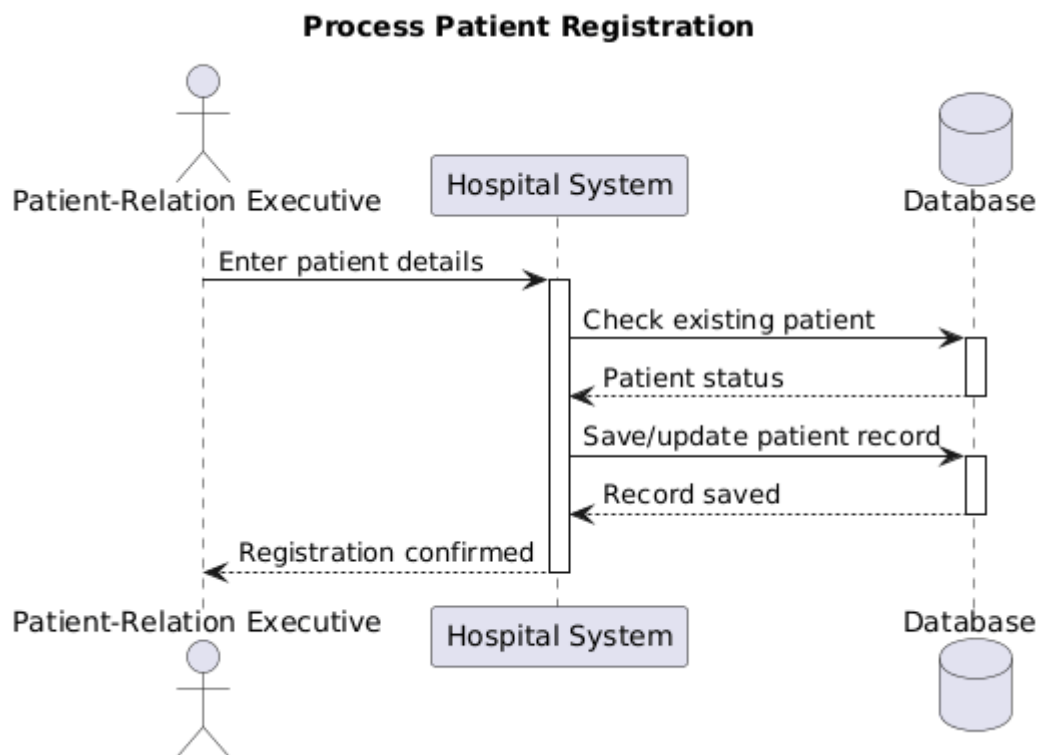 Process Patient Registration
Patient-Relation Executive
Hospital System
Database
Enter patient details
Check existing patient
Patient status
Save/update patient record
Record saved
Registration confirmed
Patient-Relation Executive
Hospital System
Database